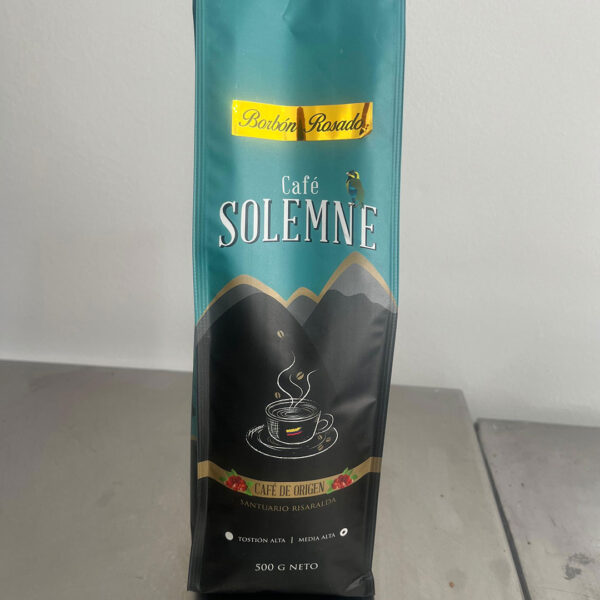 Borbón Rosado
Café
SOLEMNE
CAFÉ DE ORIGEN
SANTUARIO RISARALDA
TOSTIÓN ALTA | MEDIA ALTA
500 G NETO